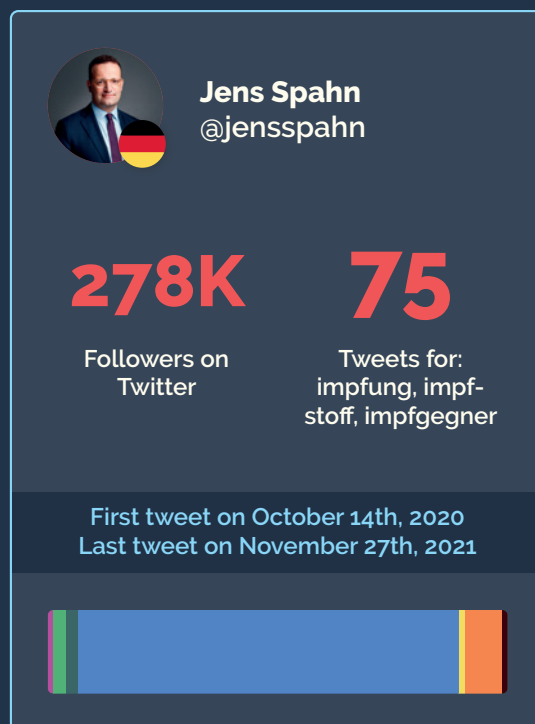 Jens Spahn
@jensspahn
278K
Followers on
Twitter
75
Tweets for:
impfung, impf-
stoff, impfgegner
First tweet on October 14th, 2020
Last tweet on November 27th, 2021